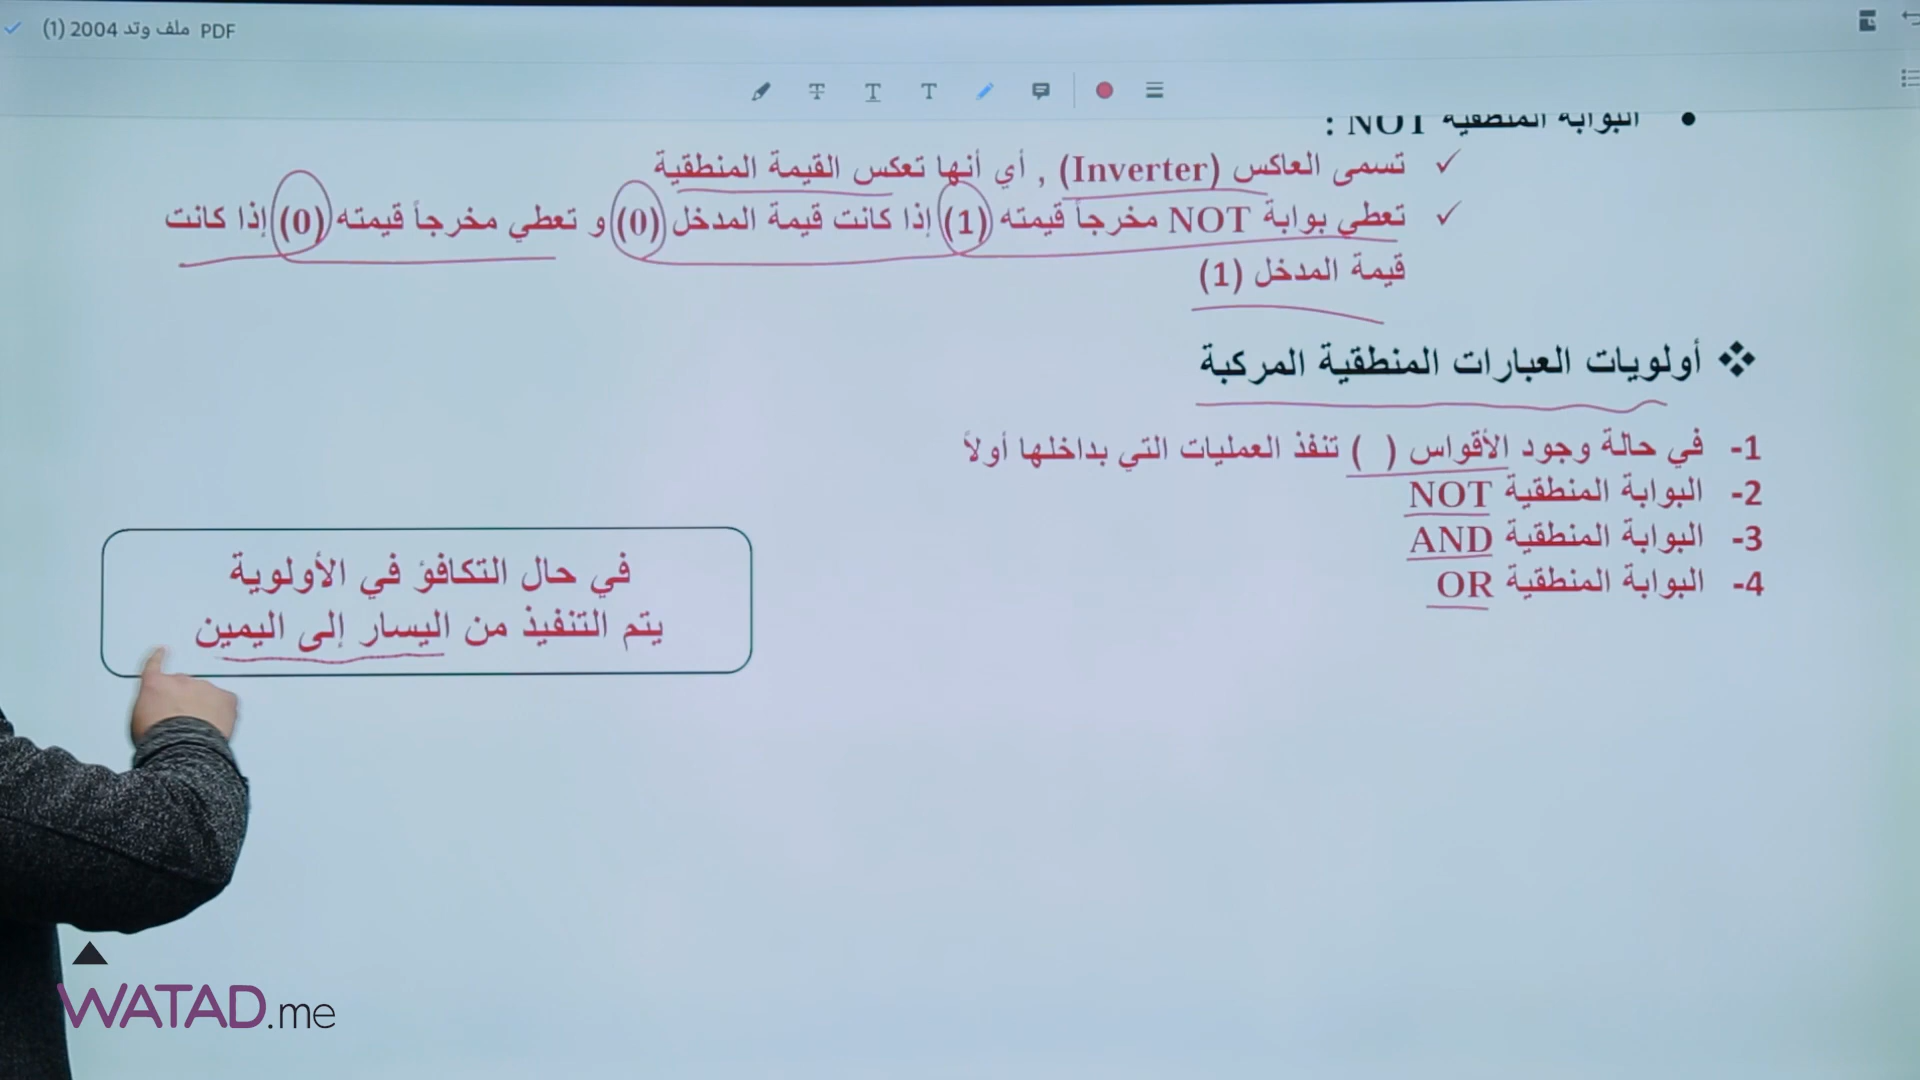 ملف وتد 2004 (1) PDF
• البوابة المنطقية NOT :
✓ تسمى العاكس (Inverter) , أي أنها تعكس القيمة المنطقية
✓ تعطي بوابة NOT مخرجاً قيمته (1) إذا كانت قيمة المدخل (0) و تعطي مخرجاً قيمته (0) إذا كانت
قيمة المدخل (1)
❖ أولويات العبارات المنطقية المركبة
1- في حالة وجود الأقواس ( ) تنفذ العمليات التي بداخلها أولاً
2- البوابة المنطقية NOT
3- البوابة المنطقية AND
4- البوابة المنطقية OR
في حال التكافؤ في الأولوية
يتم التنفيذ من اليسار إلى اليمين
WATAD.me